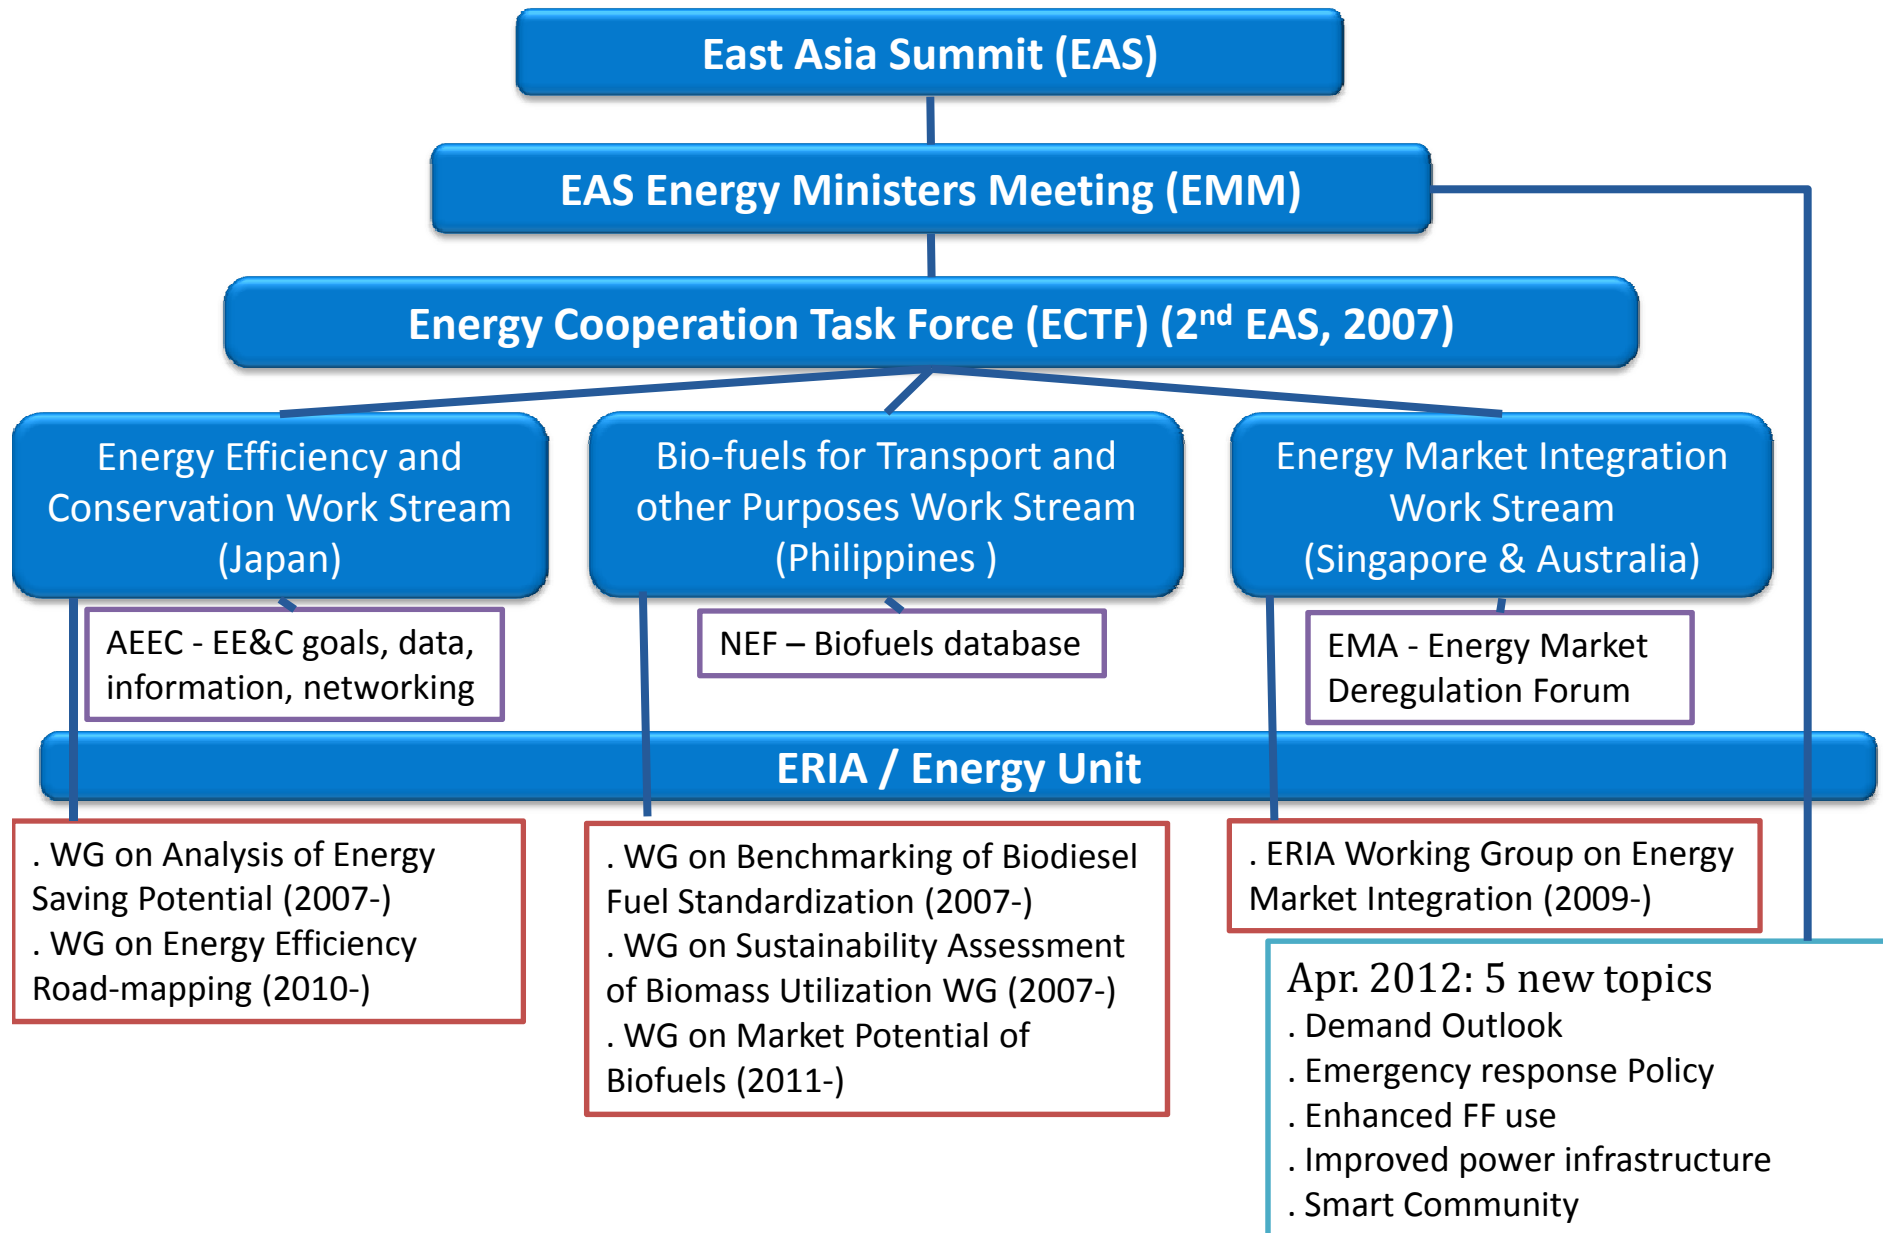 East Asia Summit (EAS)
EAS Energy Ministers Meeting (EMM)
Energy Cooperation Task Force (ECTF) (2nd EAS, 2007)
Energy Efficiency and
Conservation Work Stream
(Japan)
Bio-fuels for Transport and
other Purposes Work Stream
(Philippines )
Energy Market Integration
Work Stream
(Singapore & Australia)
AEEC - EE&C goals, data,
information, networking
NEF – Biofuels database
EMA - Energy Market
Deregulation Forum
ERIA / Energy Unit
. WG on Analysis of Energy
Saving Potential (2007-)
. WG on Energy Efficiency
Road-mapping (2010-)
. WG on Benchmarking of Biodiesel
Fuel Standardization (2007-)
. WG on Sustainability Assessment
of Biomass Utilization WG (2007-)
. WG on Market Potential of
Biofuels (2011-)
. ERIA Working Group on Energy
Market Integration (2009-)
Apr. 2012: 5 new topics
. Demand Outlook
. Emergency response Policy
. Enhanced FF use
. Improved power infrastructure
. Smart Community